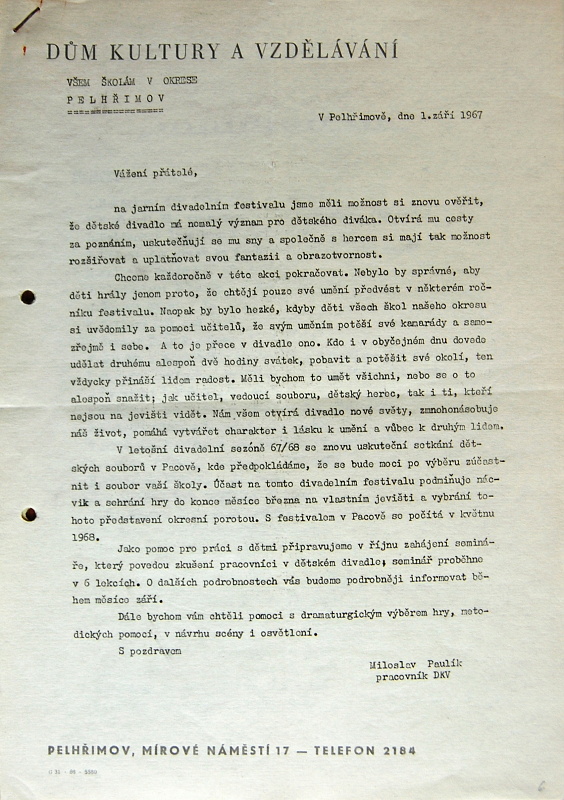 DŮM KULTURY A VZDĚLÁVÁNÍ
VŠEM ŠKOLÁM V OKRESE
PELHŘIMOV
=================
V Pelhřimově, dne 1.září 1967
Vážení přátelé,
na jarním divadelním festivalu jsme měli možnost si znovu ověřit,
že dětské divadlo má nemalý význam pro dětského diváka. Otvírá mu cesty
za poznáním, uskutečňují se mu sny a společně s hercem si mají tak možnost
rozšiřovat a uplatňovat svou fantazii a obrazotvornost.
Chceme každoročně v této akci pokračovat. Nebylo by správné, aby
děti hrály jenom proto, že chtějí pouze své umění předvést v některém roč-
níku festivalu. Naopak by bylo hezké, kdyby děti všech škol našeho okresu
si uvědomily za pomoci učitelů, že svým uměním potěší své kamarády a samo-
zřejmě i sebe. A to je přece v divadle ono. Kdo i v obyčejném dnu dovede
udělat druhému alespoň dvě hodiny svátek, pobavit a potěšit své okolí, ten
vždycky přináší lidem radost. Měli bychom to umět všichni, nebo se o to
alespoň snažit; jak učitel, vedoucí souboru, dětský herec, tak i ti, kteří
nejsou na jevišti vidět. Nám všem otvírá divadlo nové světy, zmnohonásobuje
náš život, pomáhá vytvářet charakter i lásku k umění a vůbec k druhým lidem.
V letošní divadelní sezóně 67/68 se znovu uskuteční setkání dět-
ských souborů v Pacově, kde předpokládáme, že se bude moci po výběru zúčast-
nit i soubor vaší školy. Účast na tomto divadelním festivalu podmiňuje nác-
vik a sehrání hry do konce měsíce března na vlastním jevišti a vybrání to-
hoto představení okresní porotou. S festivalem v Pacově se počítá v květnu
1968.
Jako pomoc pro práci s dětmi připravujeme v říjnu zahájení seminá-
ře, který povedou zkušení pracovníci v dětském divadle; seminář proběhne
v 6 lekcích. O dalších podrobnostech vás budeme podrobněji informovat bě-
hem měsíce září.
Dále bychom vám chtěli pomoci s dramaturgickým výběrem hry, meto-
dických pomocí, v návrhu scény i osvětlení.
S pozdravem
Miloslav Paulík
pracovník DKV
PELHŘIMOV, MÍROVÉ NÁMĚSTÍ 17 — TELEFON 2184
6